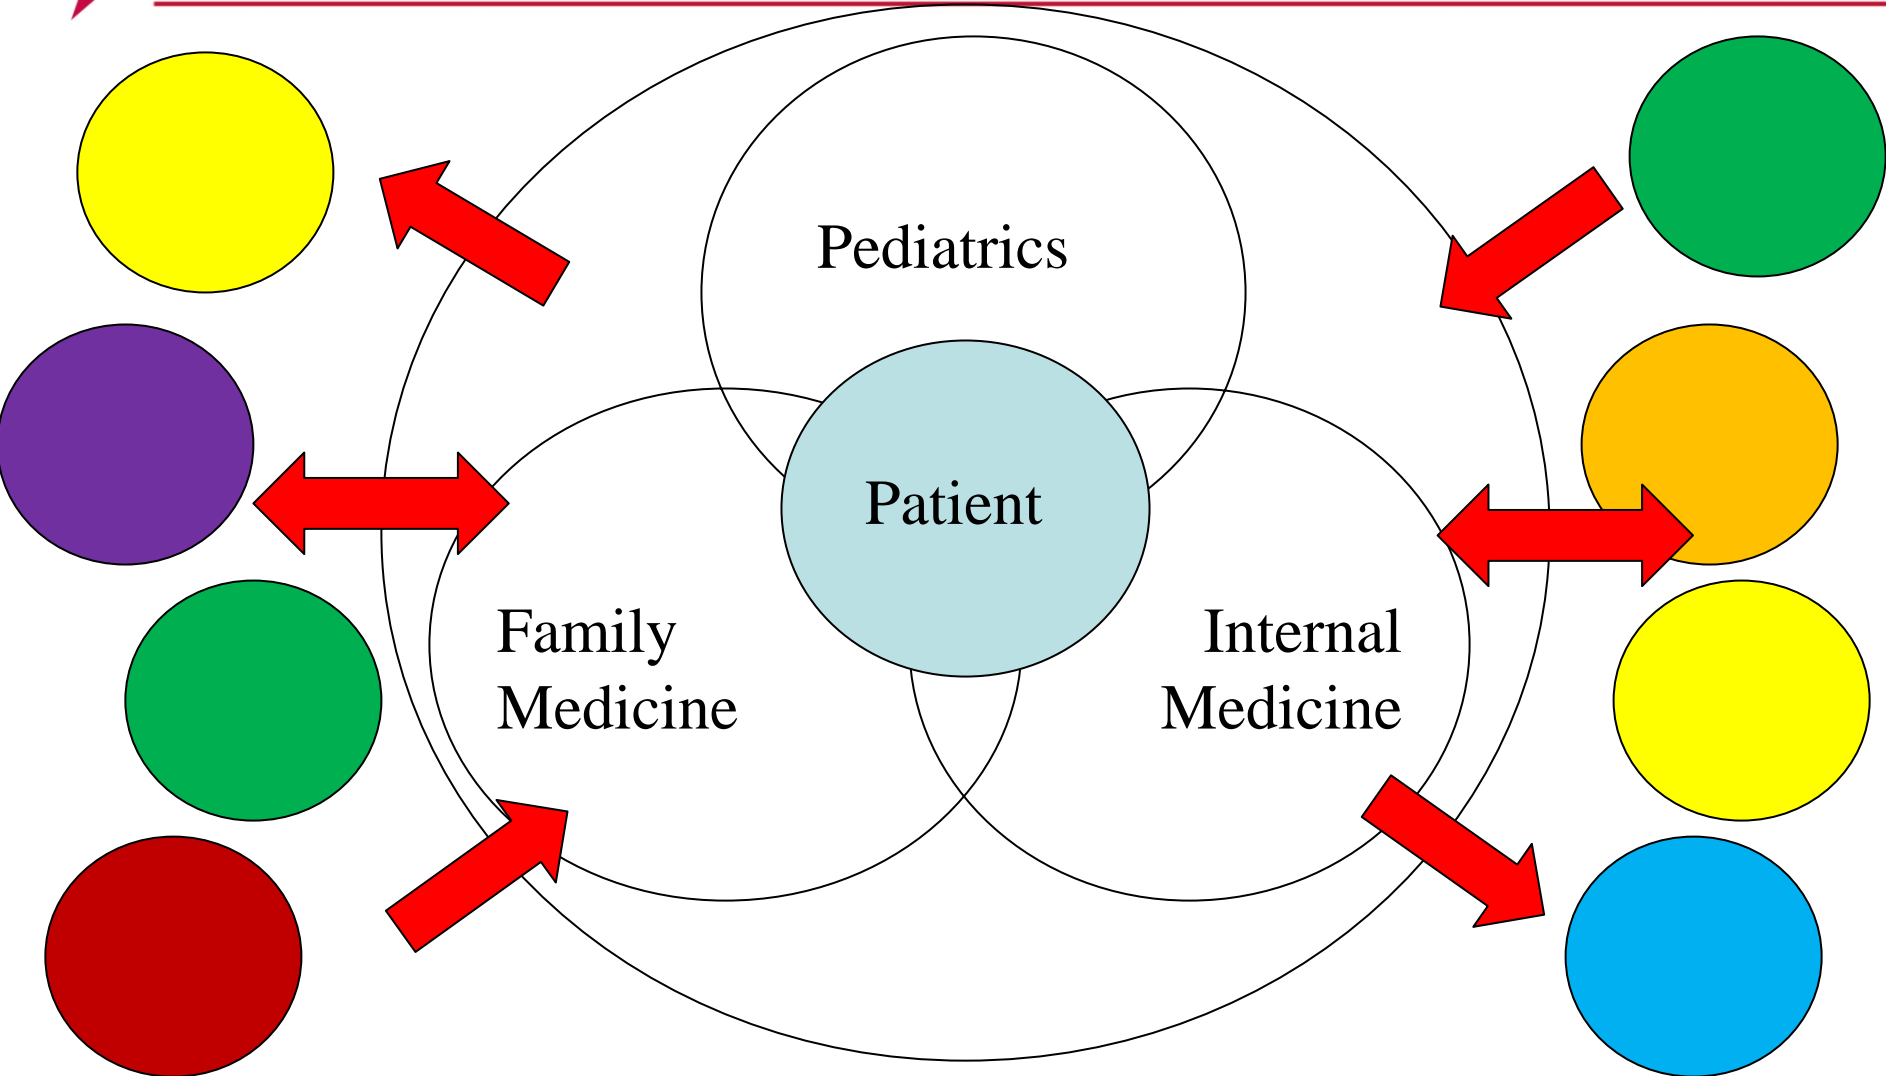 Pediatrics
Patient
Family
Medicine
Internal
Medicine